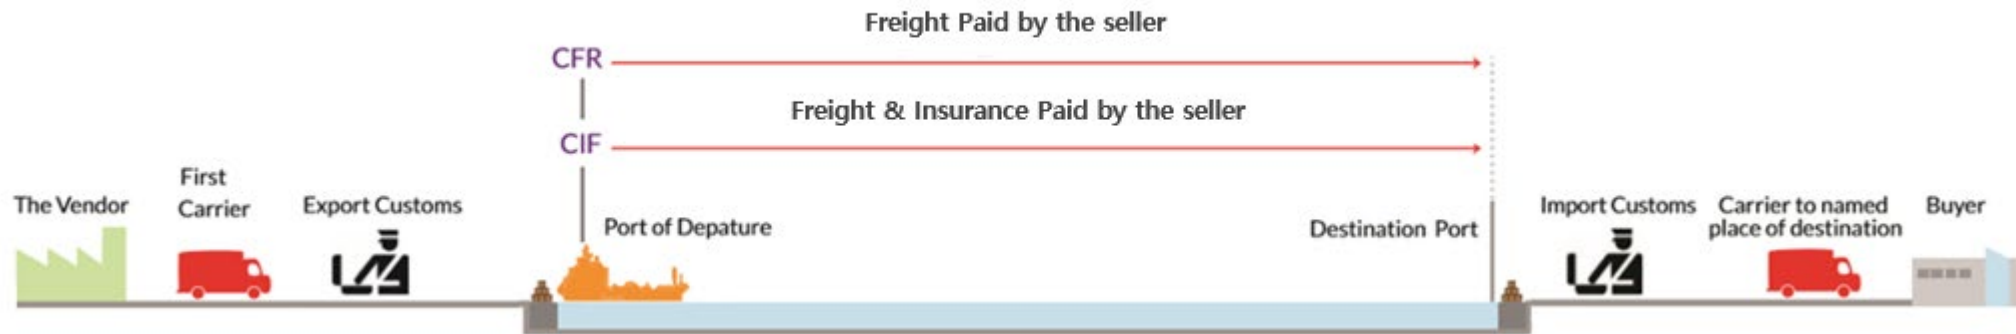 Freight Paid by the seller
CFR
Freight & Insurance Paid by the seller
CIF
The Vendor
First
Carrier
Export Customs
Port of Depature
Destination Port
Import Customs
Carrier to named
place of destination
Buyer